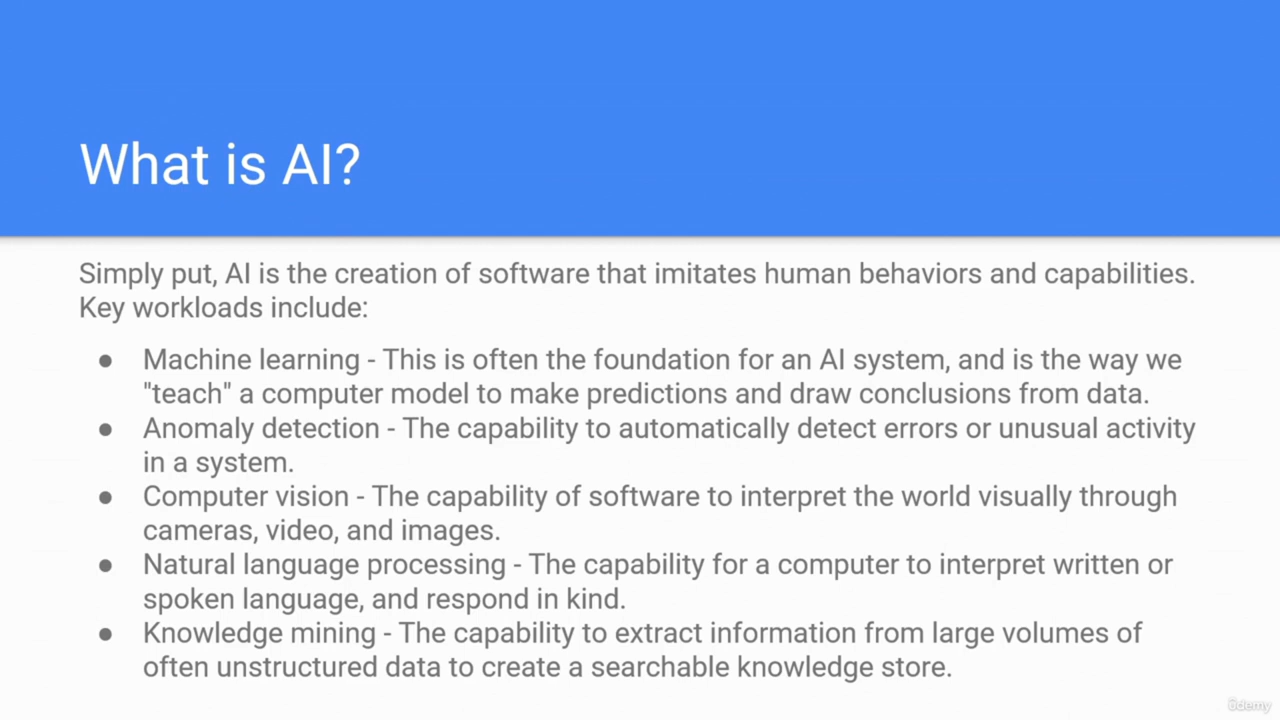 What is AI?
Simply put, AI is the creation of software that imitates human behaviors and capabilities.
Key workloads include:
● Machine learning - This is often the foundation for an AI system, and is the way we
"teach" a computer model to make predictions and draw conclusions from data.
● Anomaly detection - The capability to automatically detect errors or unusual activity
in a system.
● Computer vision - The capability of software to interpret the world visually through
cameras, video, and images.
● Natural language processing - The capability for a computer to interpret written or
spoken language, and respond in kind.
● Knowledge mining - The capability to extract information from large volumes of
often unstructured data to create a searchable knowledge store.
ûdemy